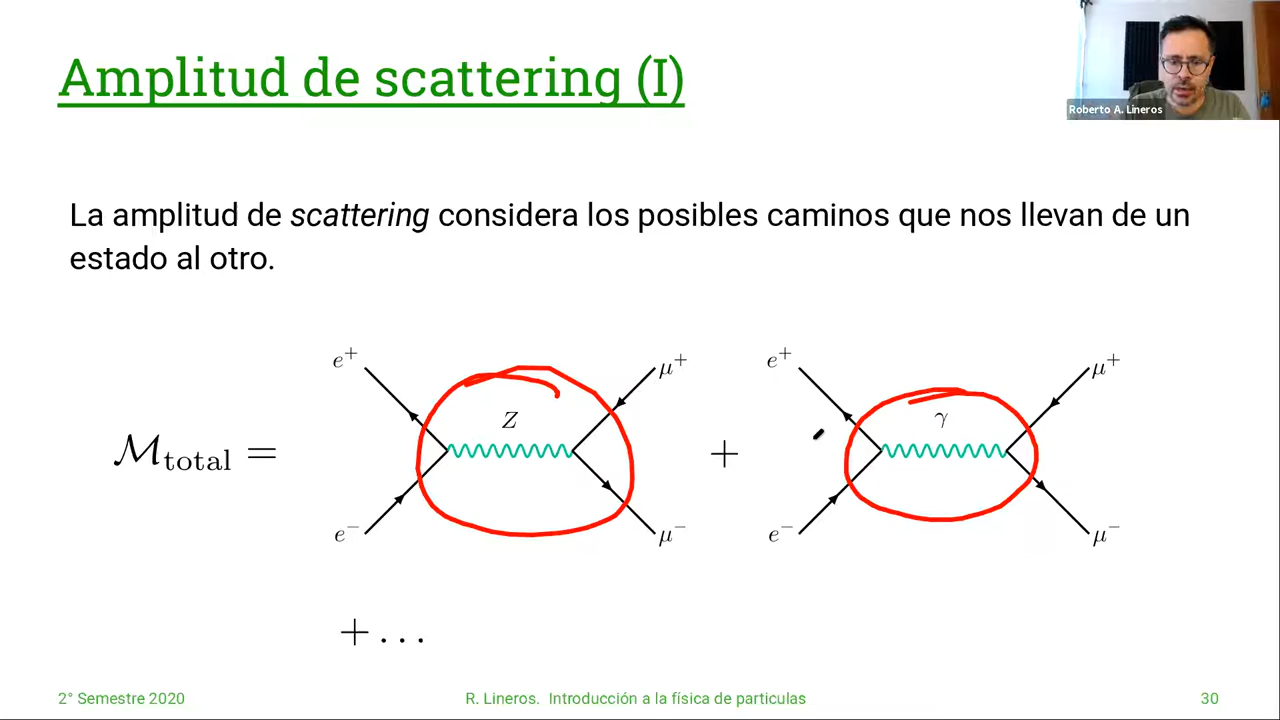 Amplitud de scattering (I)
Roberto A. Lineros
La amplitud de scattering considera los posibles caminos que nos llevan de un
estado al otro.
e⁺ μ⁺ e⁺ μ⁺
Z γ
ℳtotal = +
e⁻ μ⁻ e⁻ μ⁻
+ ...
2° Semestre 2020 R. Lineros. Introducción a la física de particulas 30